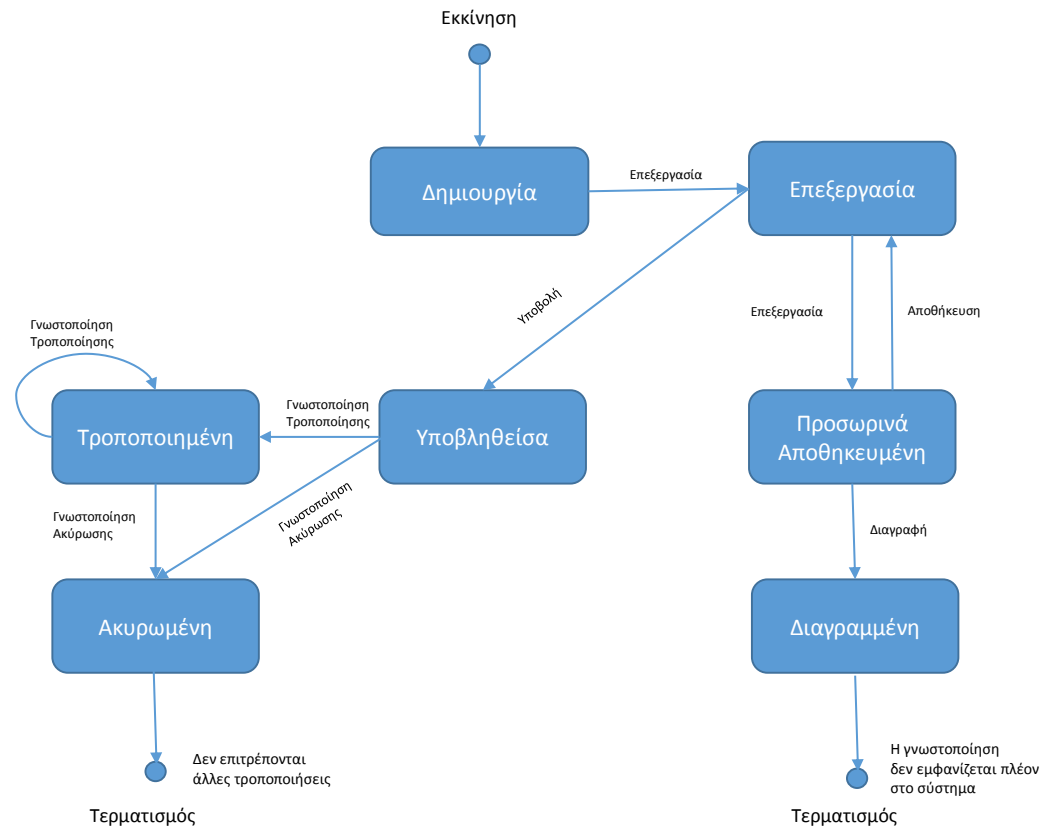 Εκκίνηση
Δημιουργία
Επεξεργασία
Επεξεργασία
Υποβολή
Επεξεργασία
Αποθήκευση
Γνωστοποίηση
Τροποποίησης
Τροποποιημένη
Γνωστοποίηση
Τροποποίησης
Υποβληθείσα
Προσωρινά
Αποθηκευμένη
Γνωστοποίηση
Ακύρωσης
Γνωστοποίηση
Ακύρωσης
Διαγραφή
Ακυρωμένη
Διαγραμμένη
Δεν επιτρέπονται
άλλες τροποποιήσεις
Τερματισμός
Η γνωστοποίηση
δεν εμφανίζεται πλέον
στο σύστημα
Τερματισμός